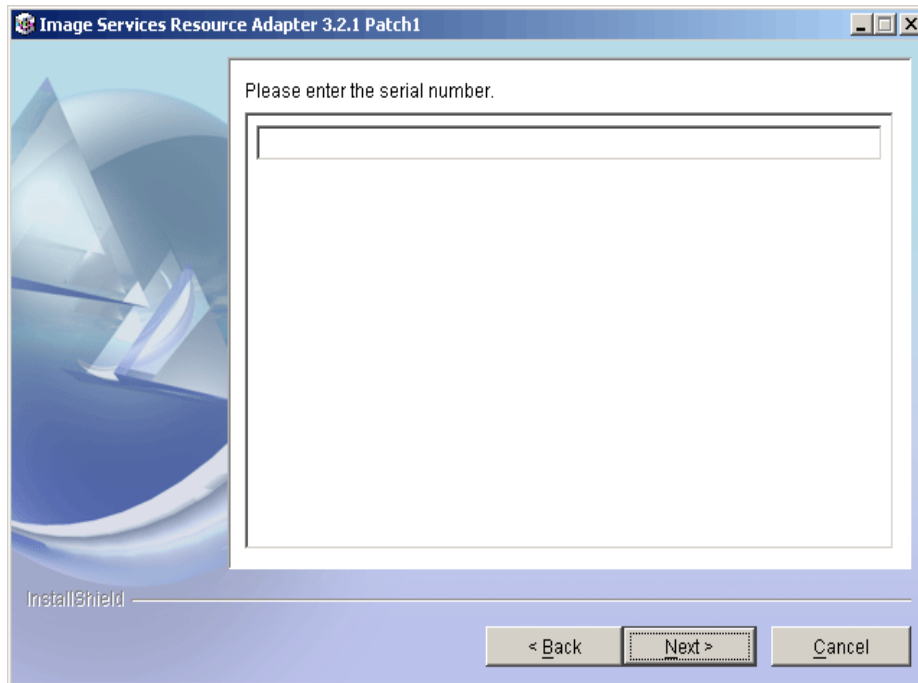 Image Services Resource Adapter 3.2.1 Patch1
Please enter the serial number.
InstallShield
< Back
Next >
Cancel